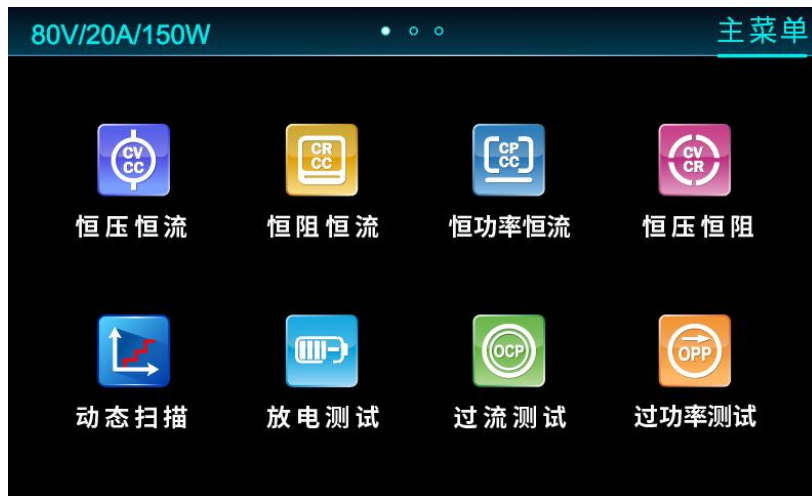 80V/20A/150W 主菜单
CV CR CP CV
CC CC CC CR
恒压恒流 恒阻恒流 恒功率恒流 恒压恒阻
OCP OPP
动态扫描 放电测试 过流测试 过功率测试